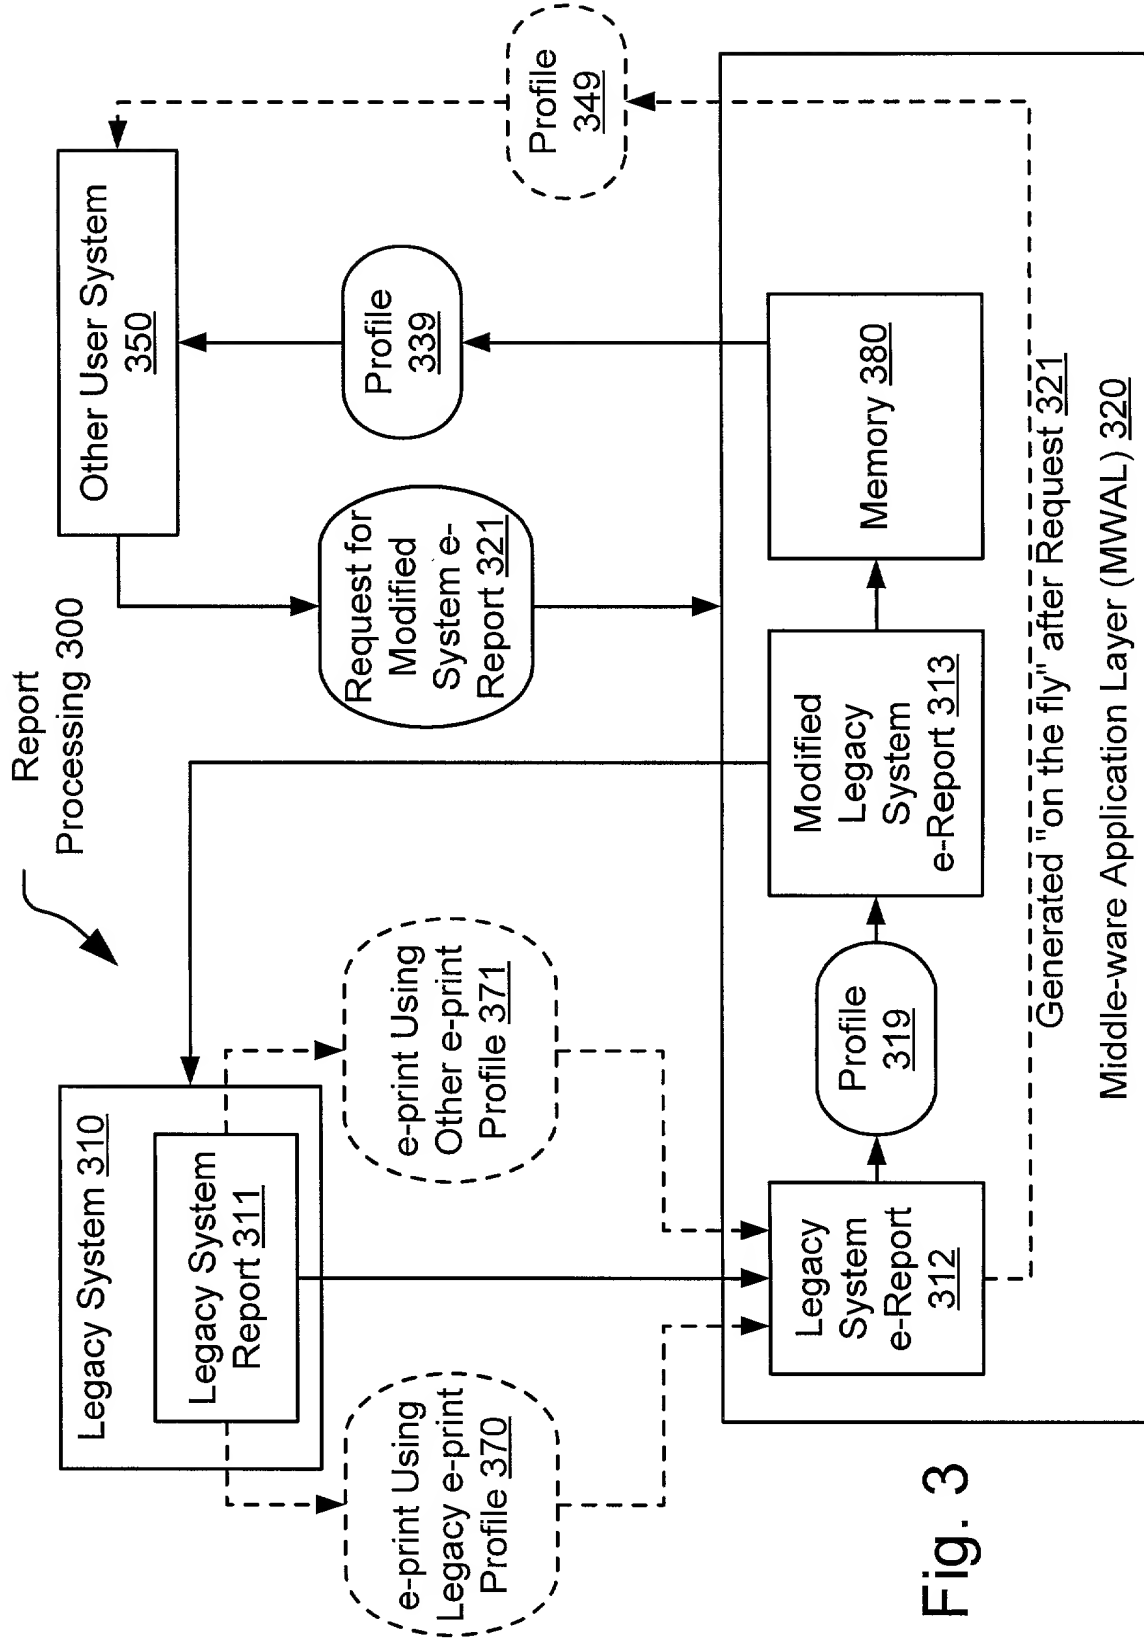 Report
Processing 300
Legacy System 310
Legacy System
Report 311
Other User System
350
e-print Using
Legacy e-print
Profile 370
e-print Using
Other e-print
Profile 371
Request for
Modified
System e-
Report 321
Profile
339
Profile
349
Legacy
System
e-Report
312
Profile
319
Modified
Legacy
System
e-Report 313
Memory 380
Generated "on the fly" after Request 321
Middle-ware Application Layer (MWAL) 320
Fig. 3